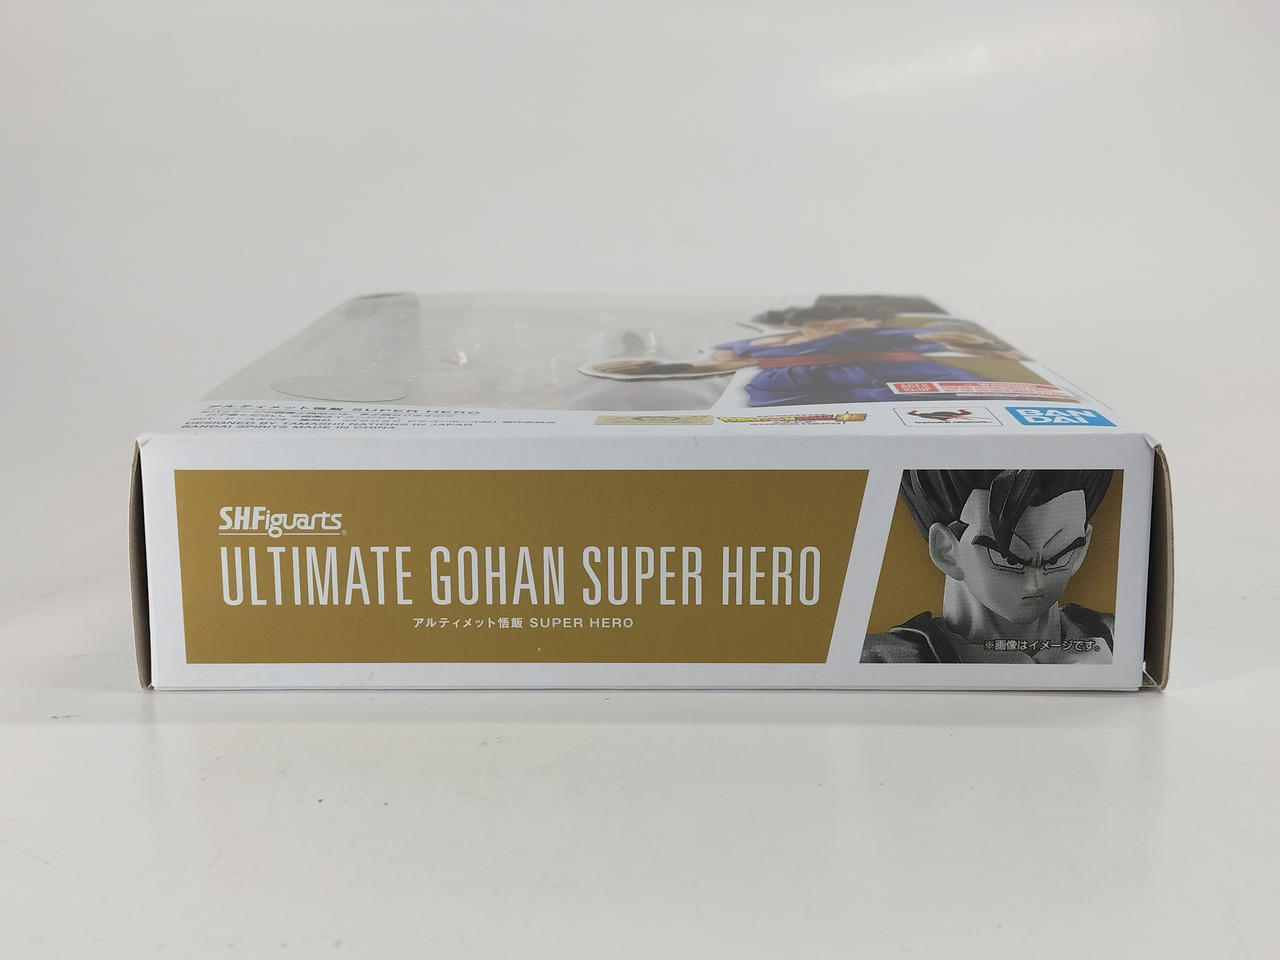 アルティメット悟飯 SUPER HERO
DESIGNED BY TAMASHII NATIONS IN JAPAN
BANDAI SPIRITS MADE IN CHINA
BAN
DAI
S.H.Figuarts
ULTIMATE GOHAN SUPER HERO
アルティメット悟飯 SUPER HERO
※画像はイメージです。